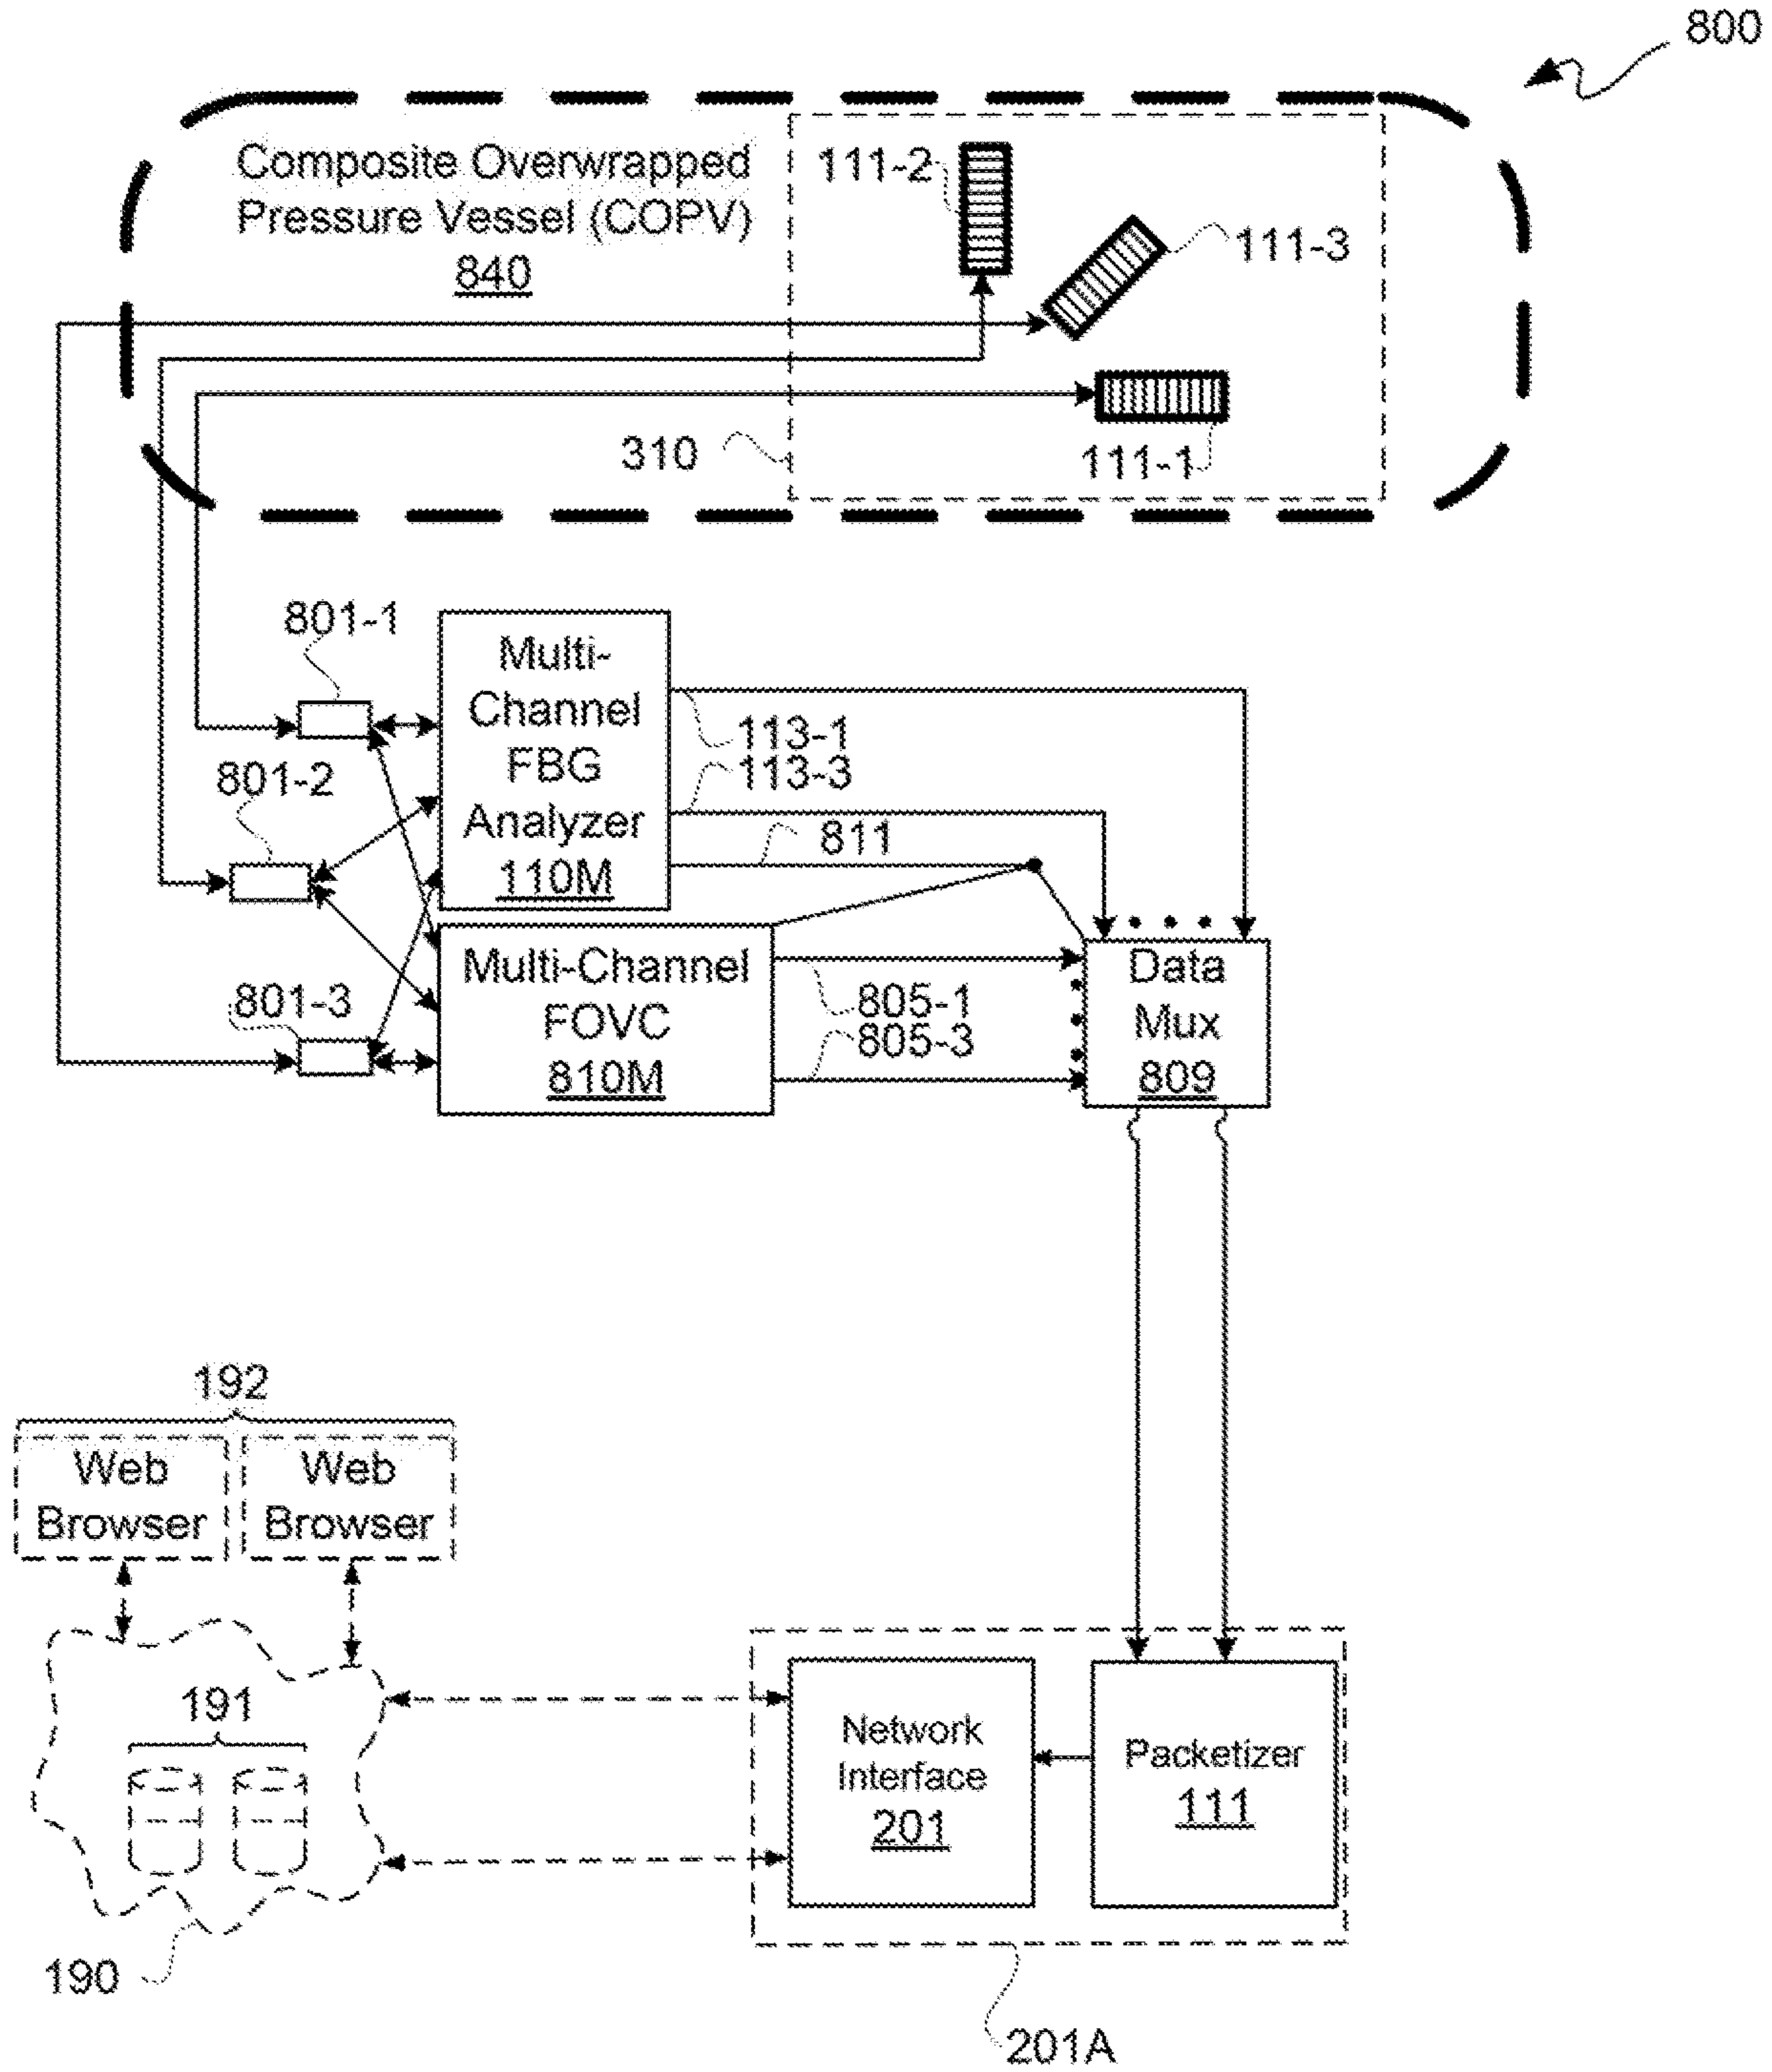 800
Composite Overwrapped
Pressure Vessel (COPV)
840
111-2
111-3
310
111-1
801-1
801-2
801-3
Multi-
Channel
FBG
Analyzer
110M
113-1
113-3
811
Multi-Channel
FOVC
810M
805-1
805-3
Data
Mux
809
192
Web
Browser
Web
Browser
191
190
Network
Interface
201
Packetizer
111
201A